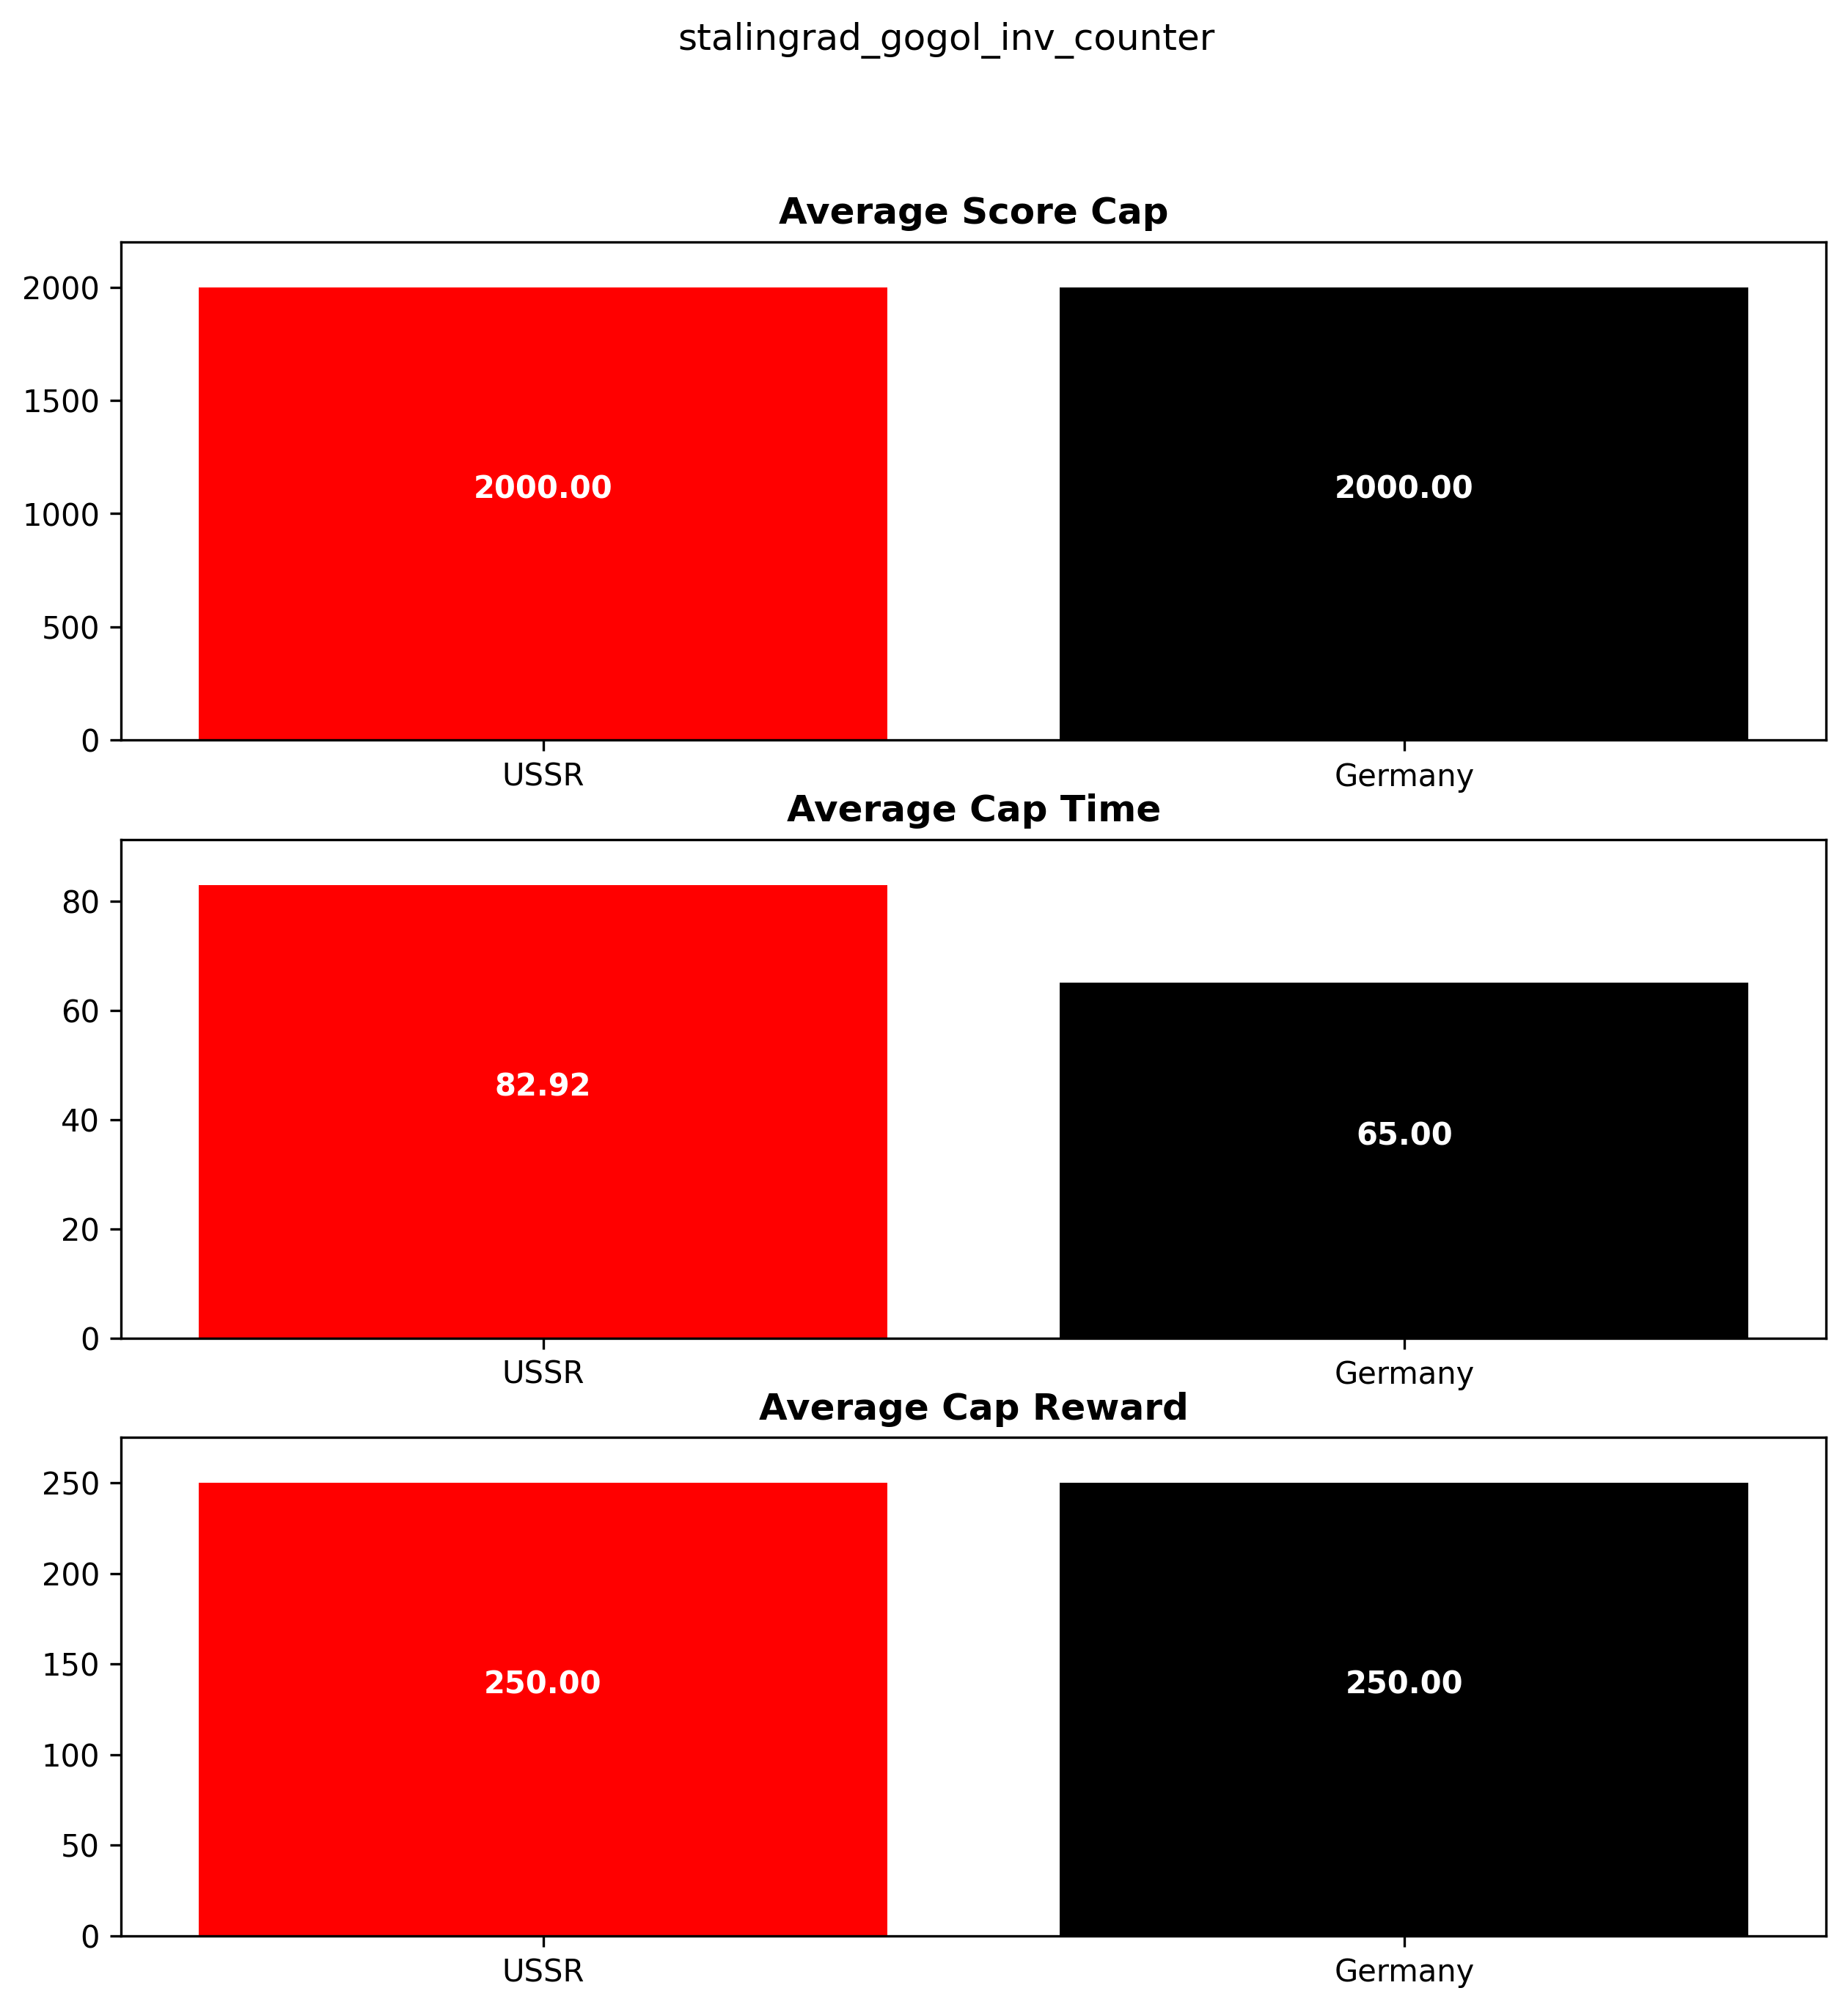 stalingrad_gogol_inv_counter
Average Score Cap
2000
1500
1000
500
0
2000.00
2000.00
USSR
Germany
Average Cap Time
80
60
40
20
0
82.92
65.00
USSR
Germany
Average Cap Reward
250
200
150
100
50
0
250.00
250.00
USSR
Germany